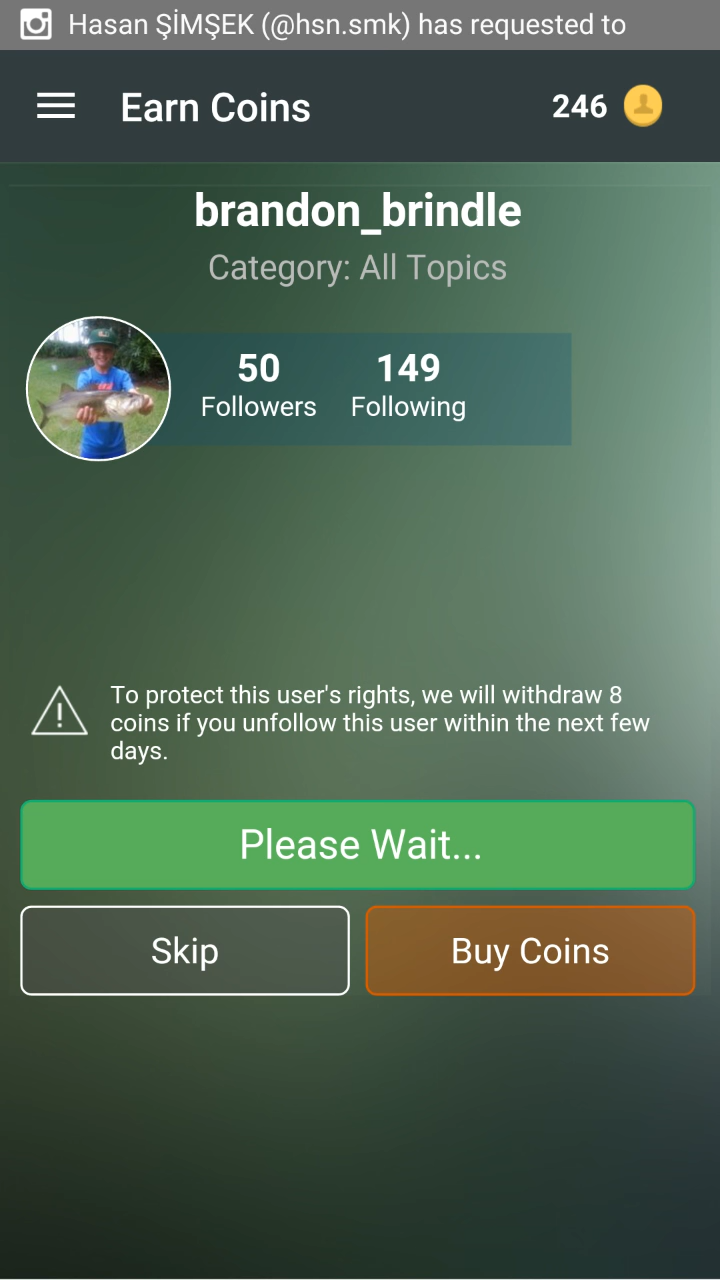 Hasan ŞİMŞEK (@hsn.smk) has requested to
Earn Coins
246
brandon_brindle
Category: All Topics
50 149
Followers Following
To protect this user's rights, we will withdraw 8
coins if you unfollow this user within the next few
days.
Please Wait...
Skip Buy Coins